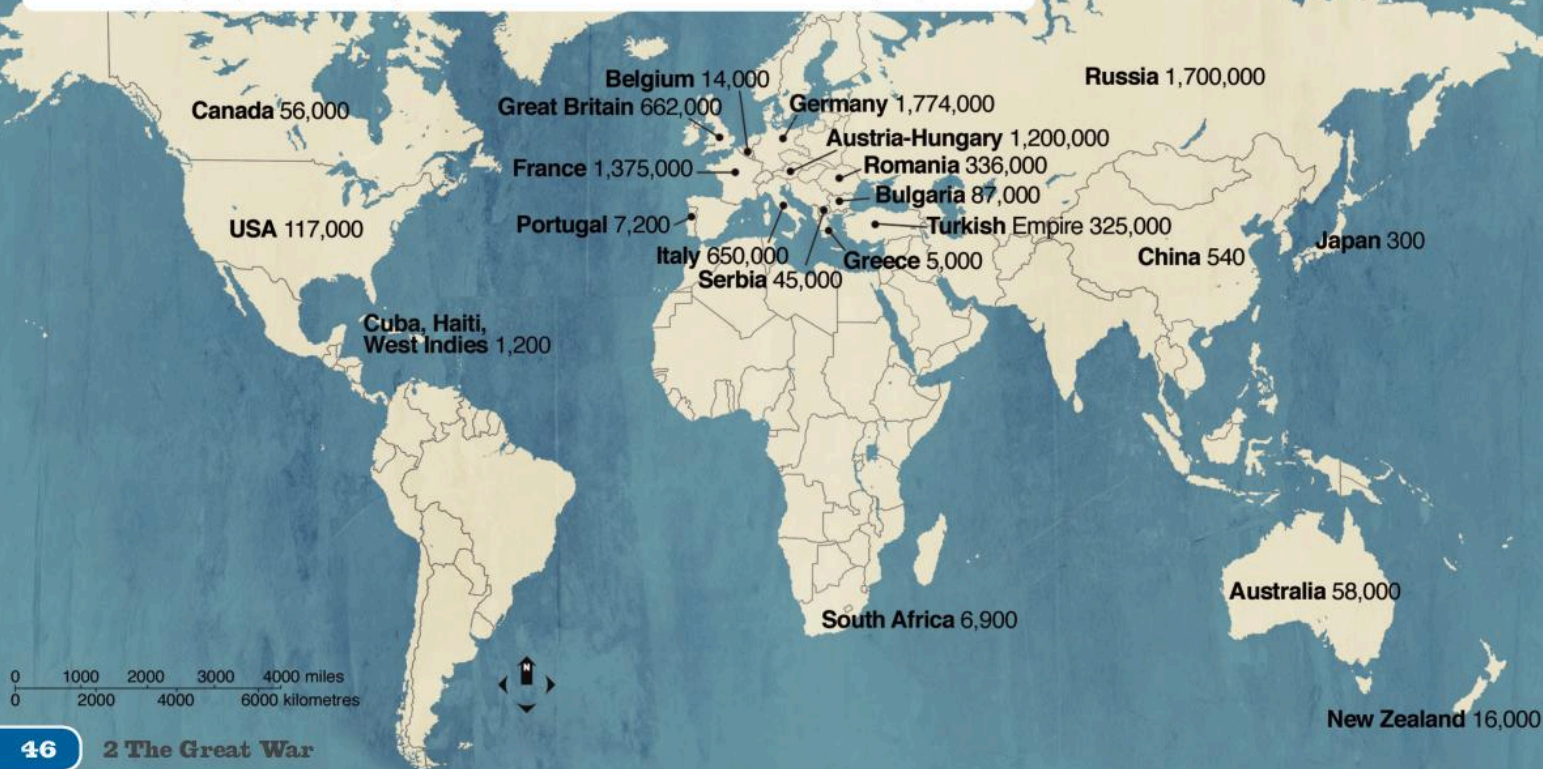 Belgium 14,000
Russia 1,700,000
Canada 56,000
Great Britain 662,000
Germany 1,774,000
Austria-Hungary 1,200,000
France 1,375,000
Romania 336,000
Bulgaria 87,000
USA 117,000
Portugal 7,200
Turkish Empire 325,000
Italy 650,000
Greece 5,000
China 540
Japan 300
Serbia 45,000
Cuba, Haiti,
West Indies 1,200
Australia 58,000
South Africa 6,900
0 1000 2000 3000 4000 miles
0 2000 4000 6000 kilometres
N
New Zealand 16,000
46 2 The Great War